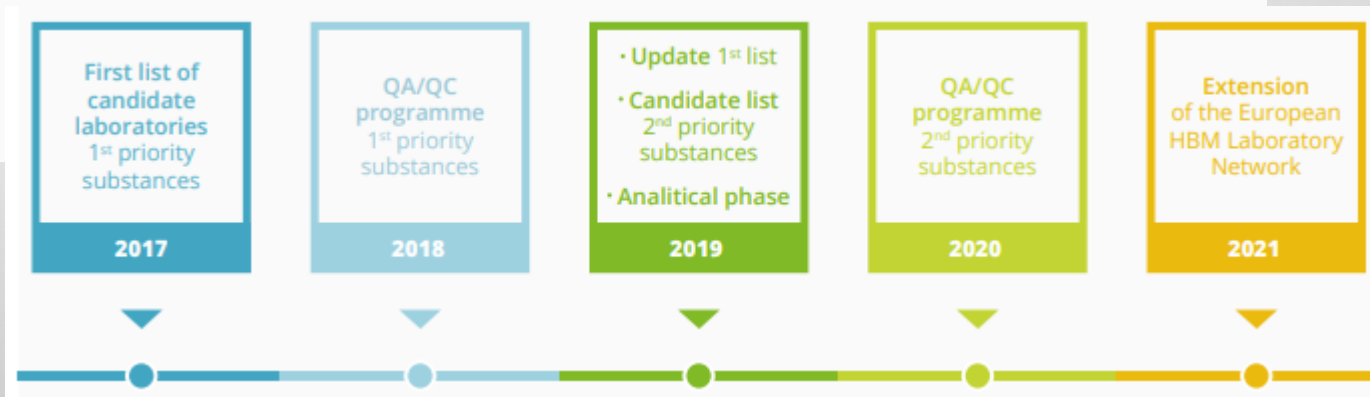 First list of
candidate
laboratories
1st priority
substances
2017
QA/QC
programme
1st priority
substances
2018
· Update 1st list
· Candidate list
2nd priority
substances
· Analitical phase
2019
QA/QC
programme
2nd priority
substances
2020
Extension
of the European
HBM Laboratory
Network
2021